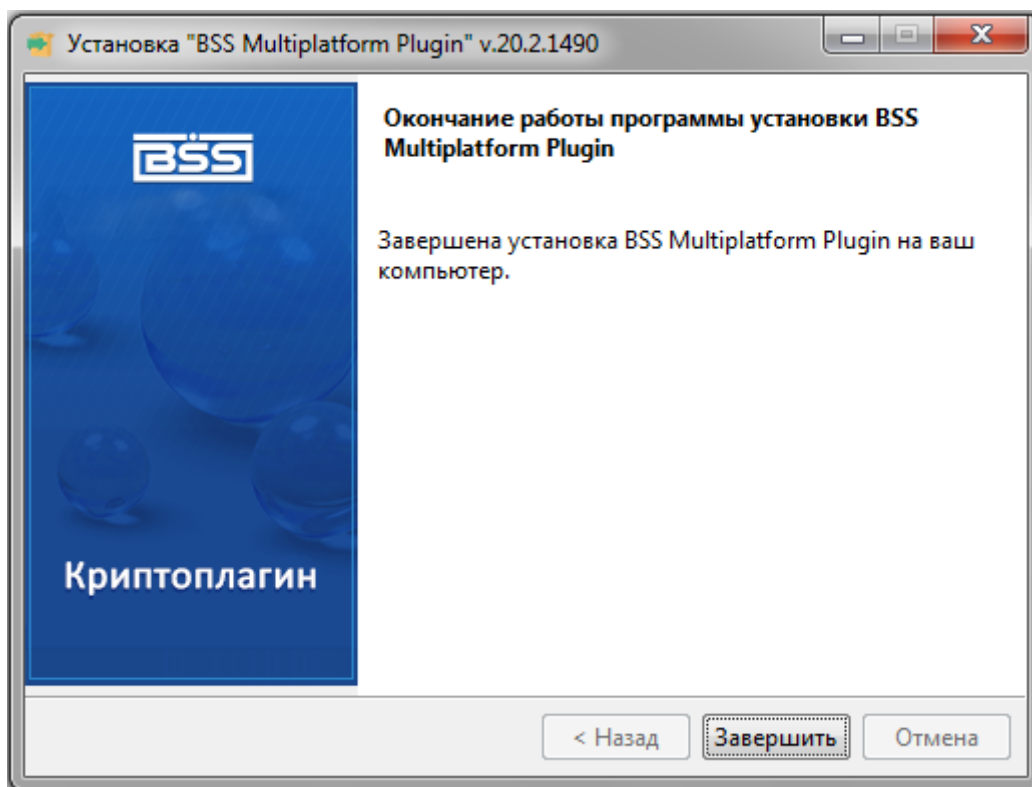 Установка "BSS Multiplatform Plugin" v.20.2.1490
BSS
Криптоплагин
Окончание работы программы установки BSS
Multiplatform Plugin
Завершена установка BSS Multiplatform Plugin на ваш
компьютер.
< Назад
Завершить
Отмена